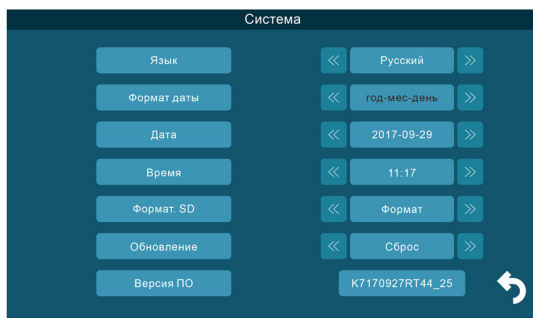 Система
Язык
Русский
Формат даты
год-мес-день
Дата
2017-09-29
Время
11:17
Формат. SD
Формат
Обновление
Сброс
Версия ПО
K7170927RT44_25